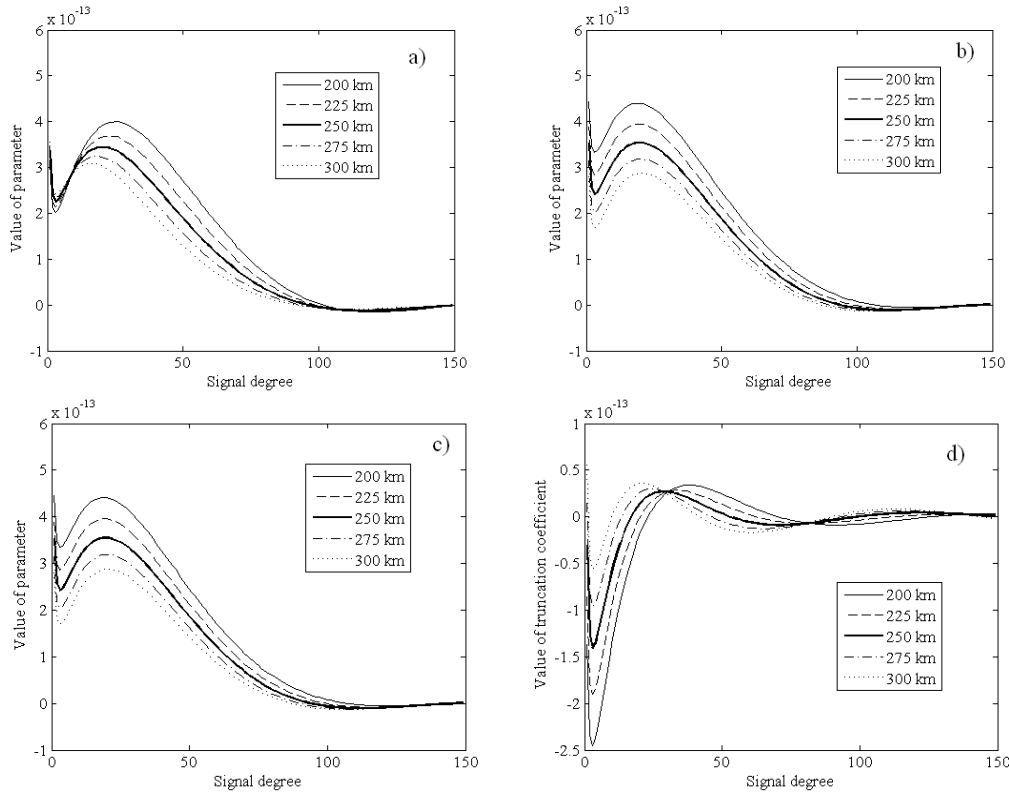 x 10-13
a)
200 km
225 km
250 km
275 km
300 km
Value of parameter
6
5
4
3
2
1
0
-1
0
50
100
150
Signal degree
x 10-13
b)
200 km
225 km
250 km
275 km
300 km
Value of parameter
6
5
4
3
2
1
0
-1
0
50
100
150
Signal degree
x 10-13
c)
200 km
225 km
250 km
275 km
300 km
Value of parameter
6
5
4
3
2
1
0
-1
0
50
100
150
Signal degree
x 10-13
d)
200 km
225 km
250 km
275 km
300 km
Value of truncation coefficient
1
0.5
0
-0.5
-1
-1.5
-2
-2.5
0
50
100
150
Signal degree